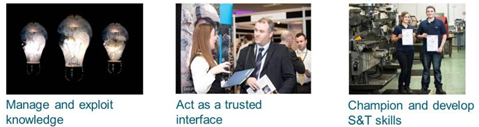 Manage and exploit
knowledge
Act as a trusted
interface
Champion and develop
S&T skills